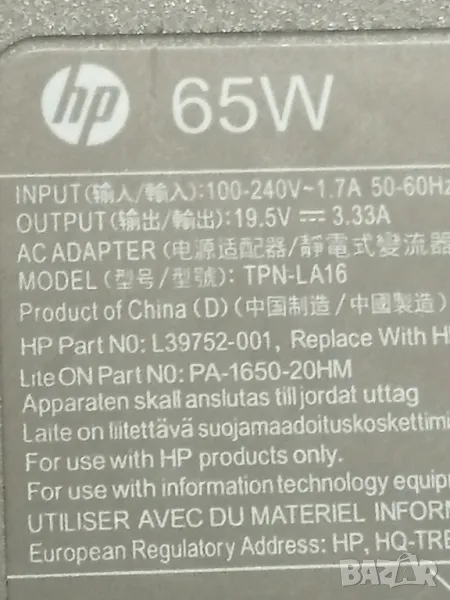 hp 65W
INPUT(输入/輸入):100-240V~1.7A 50-60Hz
OUTPUT(输出/輸出):19.5V ⎓ 3.33A
AC ADAPTER (电源适配器/靜電式變流器
MODEL (型号/型號): TPN-LA16
Product of China (D) (中国制造/中國製造)
HP Part N0: L39752-001, Replace With H
Lite ON Part N0: PA-1650-20HM
Apparaten skall anslutas till jordat uttag
Laite on liitettävä suojamaadoituskoskettimi
For use with HP products only.
For use with information technology equip
UTILISER AVEC DU MATERIEL INFORM
European Regulatory Address: HP, HQ-TRE
BAZAR